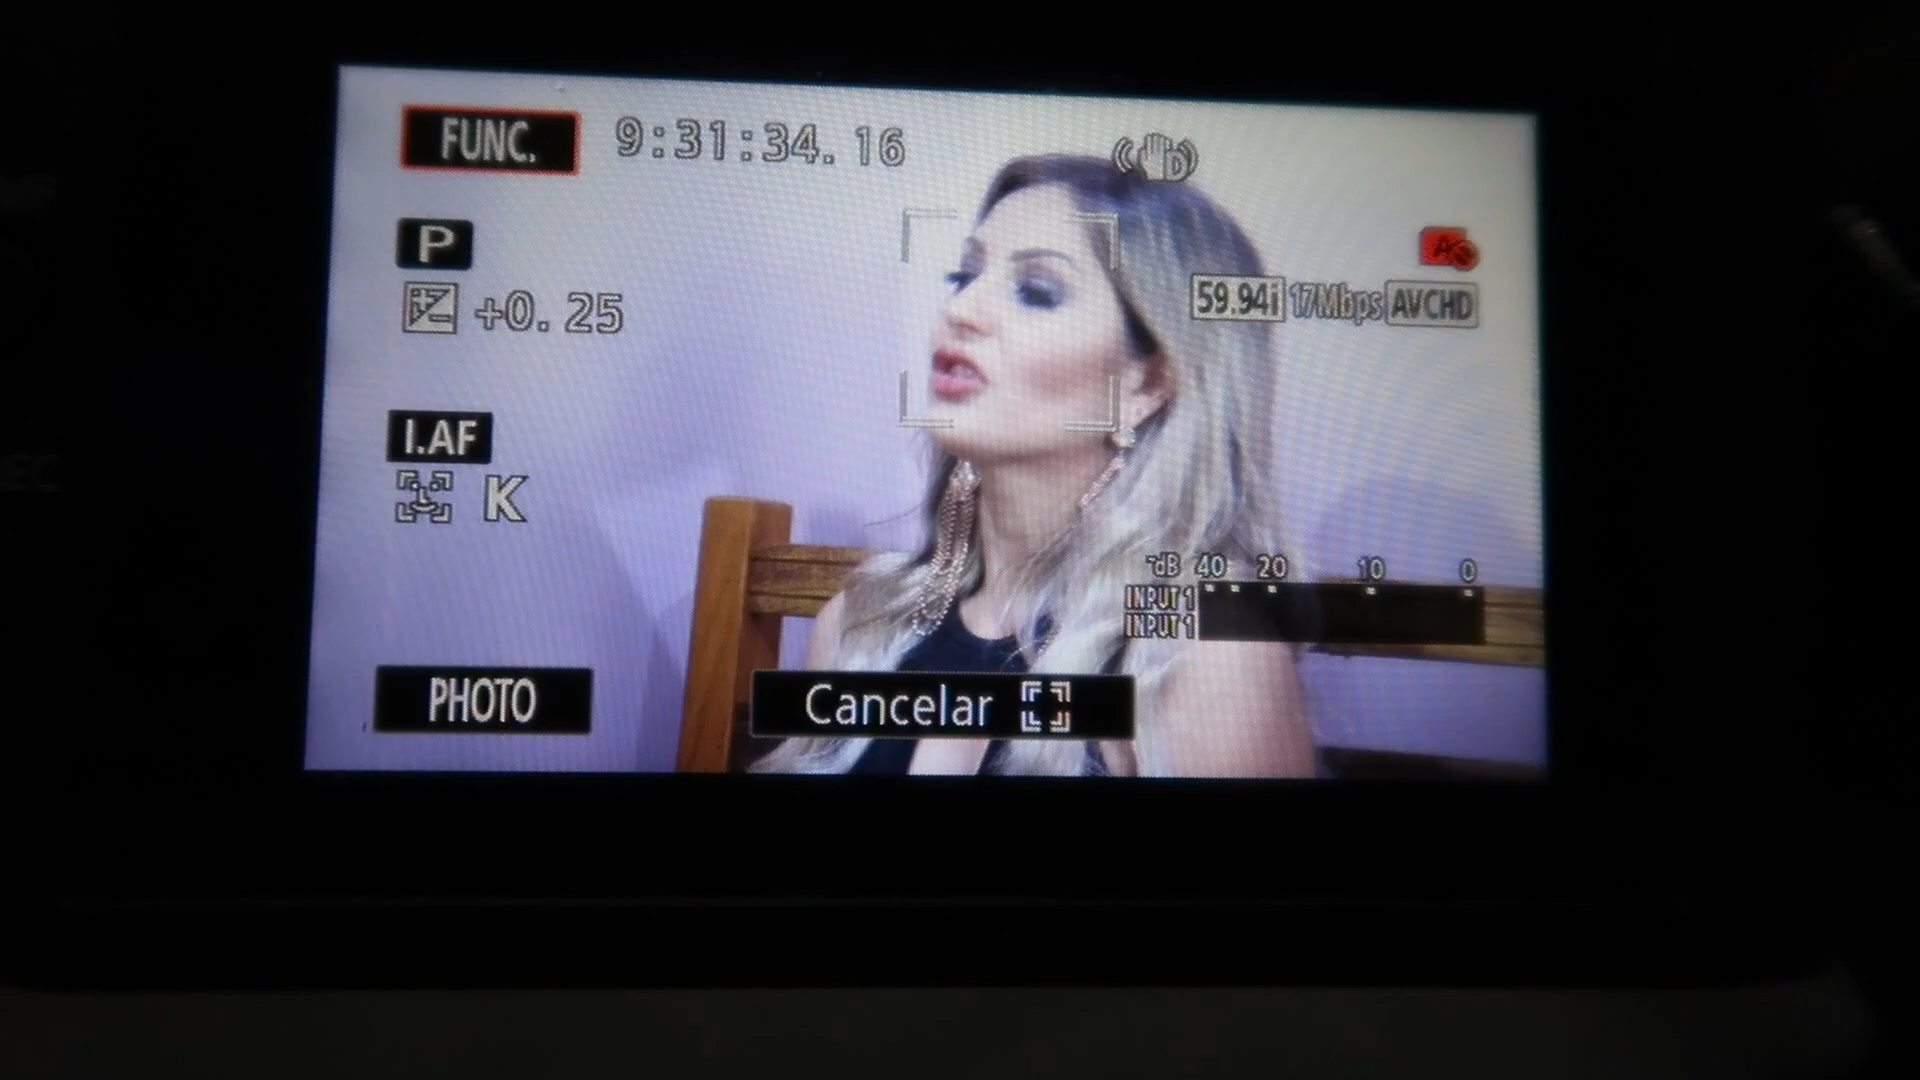 FUNC. 9:31:34.16
P
+0.25
59.94i 17Mbps AVCHD
I.AF
K
-dB 40 20 10 0
INPUT 1
INPUT 1
PHOTO
Cancelar